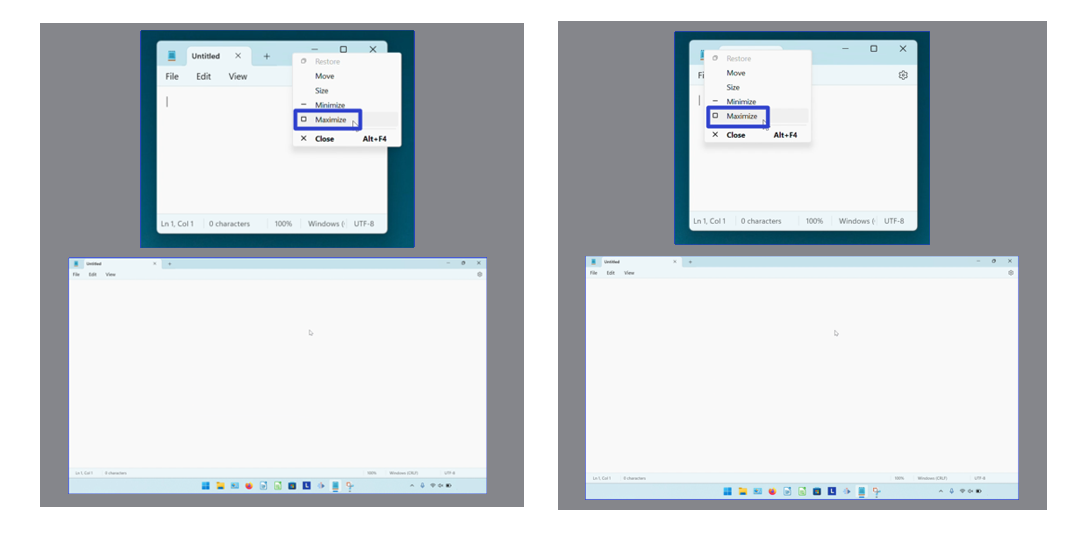 Untitled
File Edit View
Restore
Move
Size
Minimize
Maximize
Close Alt+F4
Ln 1, Col 1 0 characters 100% Windows ( UTF-8
Untitled
File Edit View
Ln 1, Col 1 0 characters 100% Windows (CRLF) UTF-8
Restore
Move
Size
Minimize
Maximize
Close Alt+F4
Ln 1, Col 1 0 characters 100% Windows ( UTF-8
Untitled
File Edit View
Ln 1, Col 1 0 characters 100% Windows (CRLF) UTF-8